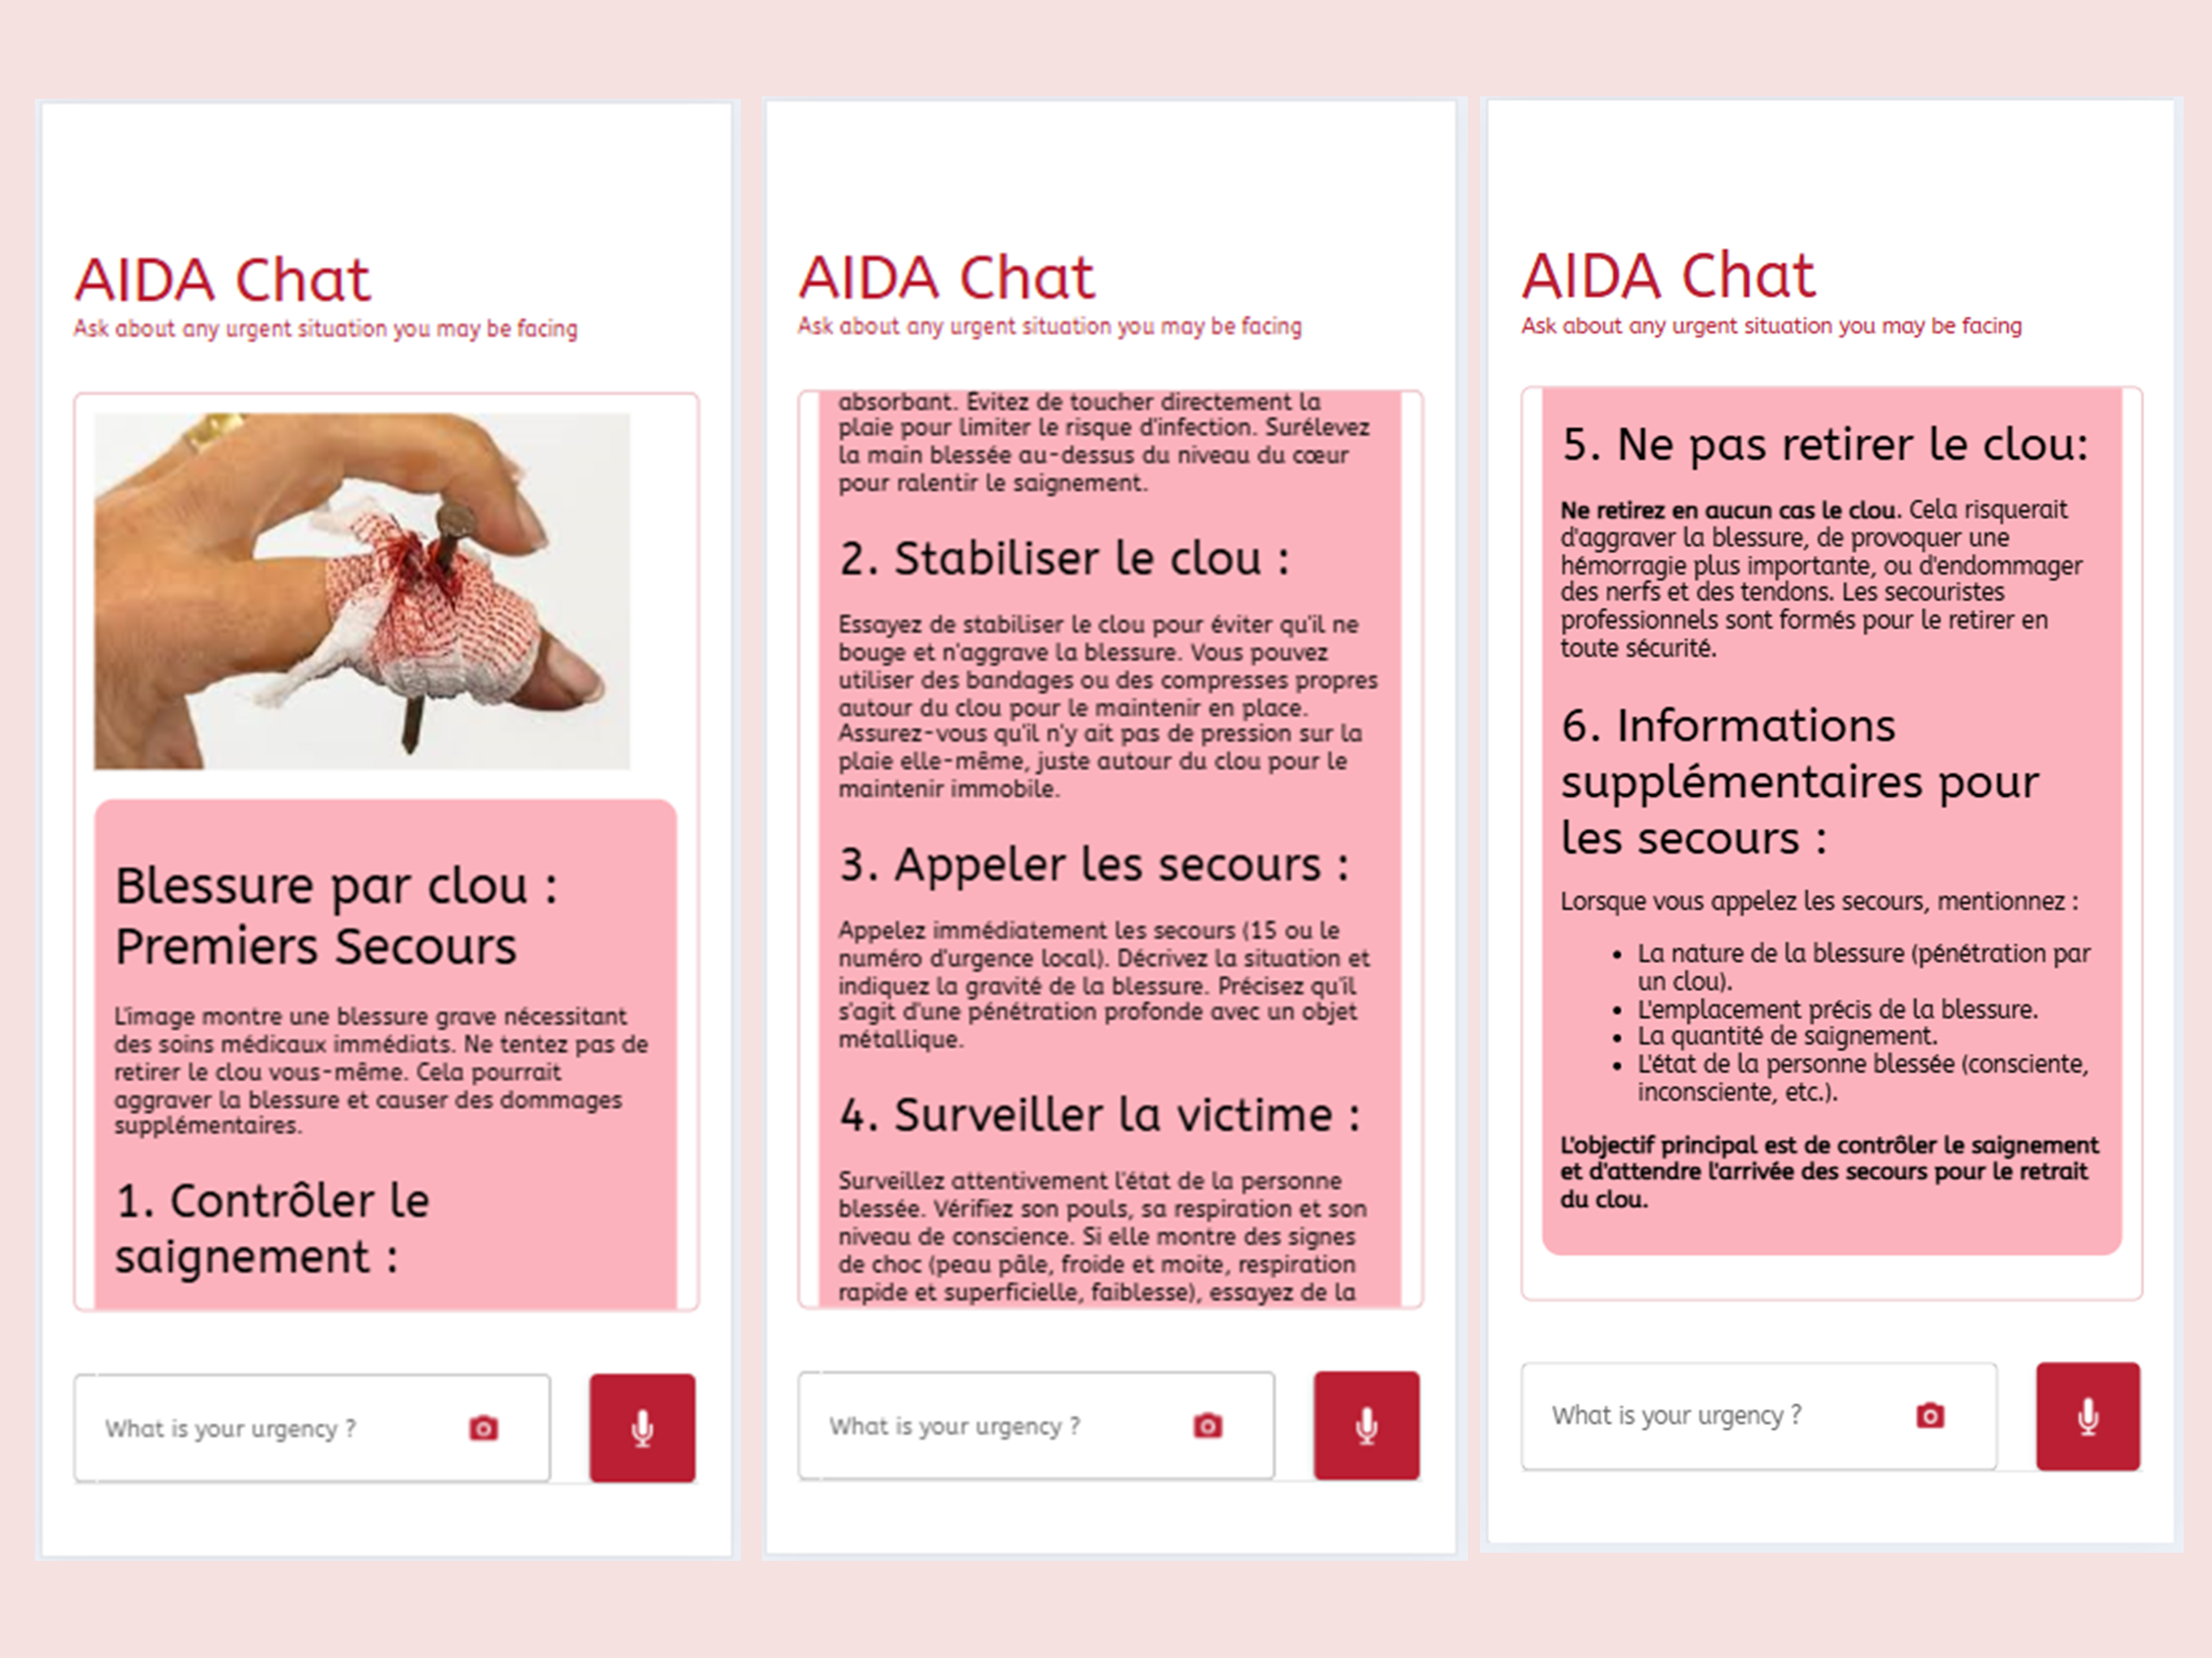 AIDA Chat
Ask about any urgent situation you may be facing
Blessure par clou :
Premiers Secours
L'image montre une blessure grave nécessitant
des soins médicaux immédiats. Ne tentez pas de
retirer le clou vous-même. Cela pourrait
aggraver la blessure et causer des dommages
supplémentaires.
1. Contrôler le
saignement :
What is your urgency ?
AIDA Chat
Ask about any urgent situation you may be facing
absorbant. Évitez de toucher directement la
plaie pour limiter le risque d'infection. Surélevez
la main blessée au-dessus du niveau du cœur
pour ralentir le saignement.
2. Stabiliser le clou :
Essayez de stabiliser le clou pour éviter qu'il ne
bouge et n'aggrave la blessure. Vous pouvez
utiliser des bandages ou des compresses propres
autour du clou pour le maintenir en place.
Assurez-vous qu'il n'y ait pas de pression sur la
plaie elle-même, juste autour du clou pour le
maintenir immobile.
3. Appeler les secours :
Appelez immédiatement les secours (15 ou le
numéro d'urgence local). Décrivez la situation et
indiquez la gravité de la blessure. Précisez qu'il
s'agit d'une pénétration profonde avec un objet
métallique.
4. Surveiller la victime :
Surveillez attentivement l'état de la personne
blessée. Vérifiez son pouls, sa respiration et son
niveau de conscience. Si elle montre des signes
de choc (peau pâle, froide et moite, respiration
rapide et superficielle, faiblesse), essayez de la
What is your urgency ?
AIDA Chat
Ask about any urgent situation you may be facing
5. Ne pas retirer le clou:
Ne retirez en aucun cas le clou. Cela risquerait
d'aggraver la blessure, de provoquer une
hémorragie plus importante, ou d'endommager
des nerfs et des tendons. Les secouristes
professionnels sont formés pour le retirer en
toute sécurité.
6. Informations
supplémentaires pour
les secours :
Lorsque vous appelez les secours, mentionnez :
• La nature de la blessure (pénétration par
un clou).
• L'emplacement précis de la blessure.
• La quantité de saignement.
• L'état de la personne blessée (consciente,
inconsciente, etc.).
L'objectif principal est de contrôler le saignement
et d'attendre l'arrivée des secours pour le retrait
du clou.
What is your urgency ?